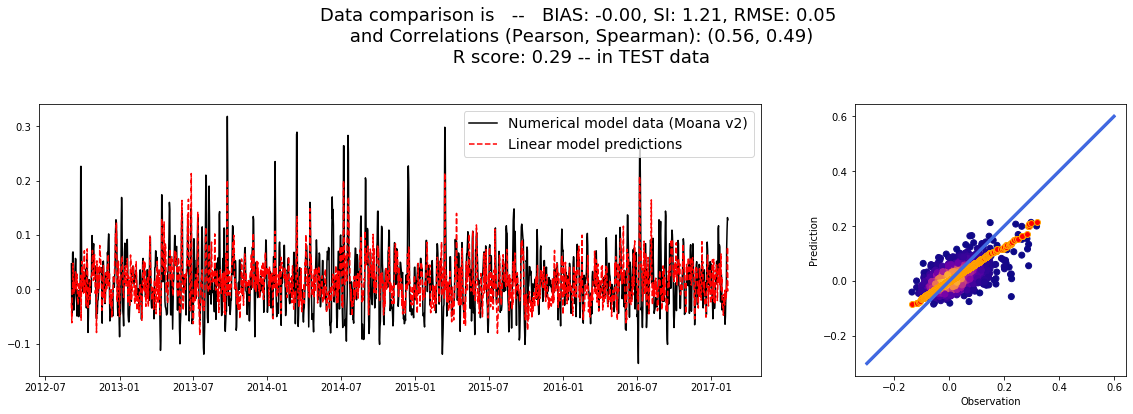 Data comparison is -- BIAS: -0.00, SI: 1.21, RMSE: 0.05
and Correlations (Pearson, Spearman): (0.56, 0.49)
R score: 0.29 -- in TEST data
0.3
0.2
0.1
0.0
−0.1
Numerical model data (Moana v2)
Linear model predictions
2012-07 2013-01 2013-07 2014-01 2014-07 2015-01 2015-07 2016-01 2016-07 2017-01
0.6
0.4
0.2
0.0
−0.2
Prediction
−0.2 0.0 0.2 0.4 0.6
Observation